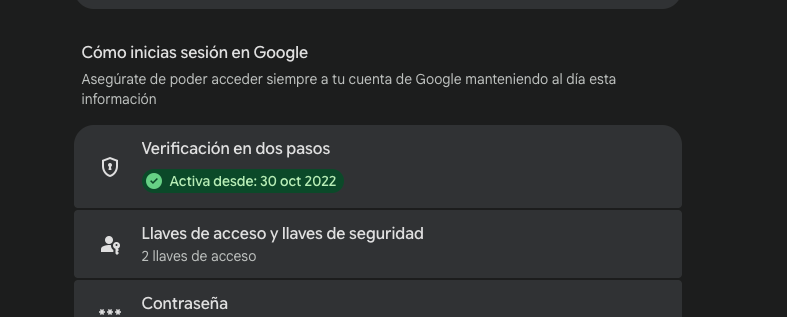 Cómo inicias sesión en Google
Asegúrate de poder acceder siempre a tu cuenta de Google manteniendo al día esta
información
Verificación en dos pasos
Activa desde: 30 oct 2022
Llaves de acceso y llaves de seguridad
2 llaves de acceso
Contraseña